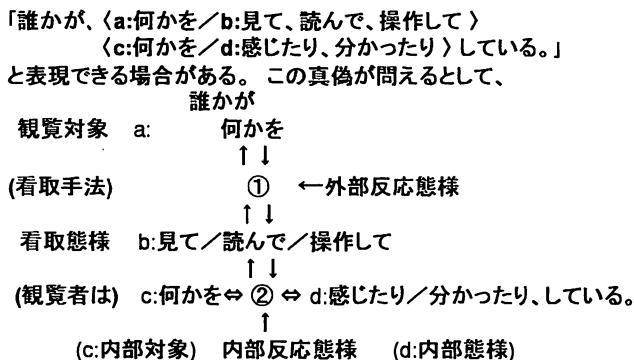 「誰かが、〈a:何かを／b:見て、読んで、操作して〉
〈c:何かを／d:感じたり、分かったり〉している。」
と表現できる場合がある。 この真偽が問えるとして、
誰かが
観覧対象 a: 何かを
↑↓
(看取手法) ① ←外部反応態様
↑↓
看取態様 b:見て／読んで／操作して
↑↓
(観覧者は) c:何かを⇔ ② ⇔ d:感じたり／分かったり、している。
↑
(c:内部対象) 内部反応態様 (d:内部態様)